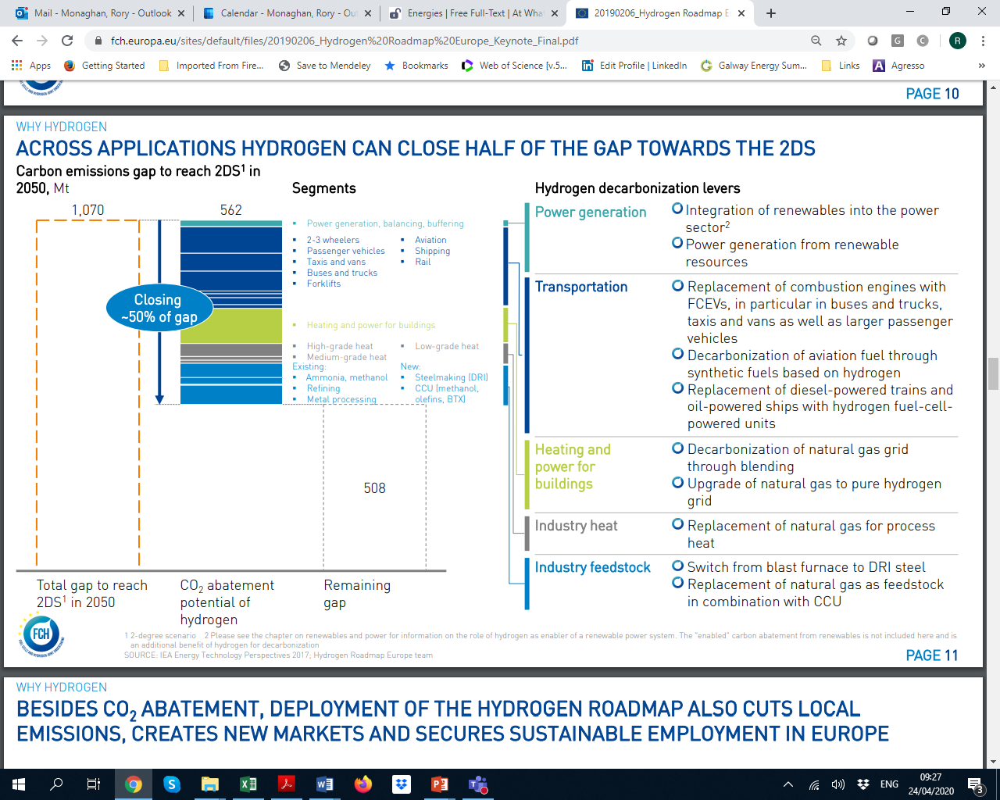 Mail - Monaghan, Rory - Outlook
Calendar - Monaghan, Rory - Ou
Energies | Free Full-Text | At Wha
20190206_Hydrogen Roadmap E
fch.europa.eu/sites/default/files/20190206_Hydrogen%20Roadmap%20Europe_Keynote_Final.pdf
G
C
R
Apps
Getting Started
Imported From Fire...
Save to Mendeley
Bookmarks
Web of Science [v.5...
Edit Profile | LinkedIn
Galway Energy Sum...
Links
Agresso
PAGE 10
WHY HYDROGEN
ACROSS APPLICATIONS HYDROGEN CAN CLOSE HALF OF THE GAP TOWARDS THE 2DS
Carbon emissions gap to reach 2DS¹ in
2050, Mt
Segments
Hydrogen decarbonization levers
1,070
562
Closing
~50% of gap
508
Total gap to reach
2DS¹ in 2050
CO₂ abatement
potential of
hydrogen
Remaining
gap
Power generation, balancing, buffering
2-3 wheelers
Passenger vehicles
Taxis and vans
Buses and trucks
Forklifts
Aviation
Shipping
Rail
Heating and power for buildings
High-grade heat
Medium-grade heat
Low-grade heat
Existing:
Ammonia, methanol
Refining
Metal processing
New:
Steelmaking (DRI)
CCU (methanol,
olefins, BTX)
Power generation
Integration of renewables into the power
sector²
Power generation from renewable
resources
Transportation
Replacement of combustion engines with
FCEVs, in particular in buses and trucks,
taxis and vans as well as larger passenger
vehicles
Decarbonization of aviation fuel through
synthetic fuels based on hydrogen
Replacement of diesel-powered trains and
oil-powered ships with hydrogen fuel-cell-
powered units
Heating and
power for
buildings
Decarbonization of natural gas grid
through blending
Upgrade of natural gas to pure hydrogen
grid
Industry heat
Replacement of natural gas for process
heat
Industry feedstock
Switch from blast furnace to DRI steel
Replacement of natural gas as feedstock
in combination with CCU
FCH
1 2-degree scenario 2 Please see the chapter on renewables and power for information on the role of hydrogen as enabler of a renewable power system. The "enabled" carbon abatement from renewables is not included here and is
an additional benefit of hydrogen for decarbonization
SOURCE: IEA Energy Technology Perspectives 2017; Hydrogen Roadmap Europe team
PAGE 11
WHY HYDROGEN
BESIDES CO₂ ABATEMENT, DEPLOYMENT OF THE HYDROGEN ROADMAP ALSO CUTS LOCAL
EMISSIONS, CREATES NEW MARKETS AND SECURES SUSTAINABLE EMPLOYMENT IN EUROPE
ENG
09:27
24/04/2020
3